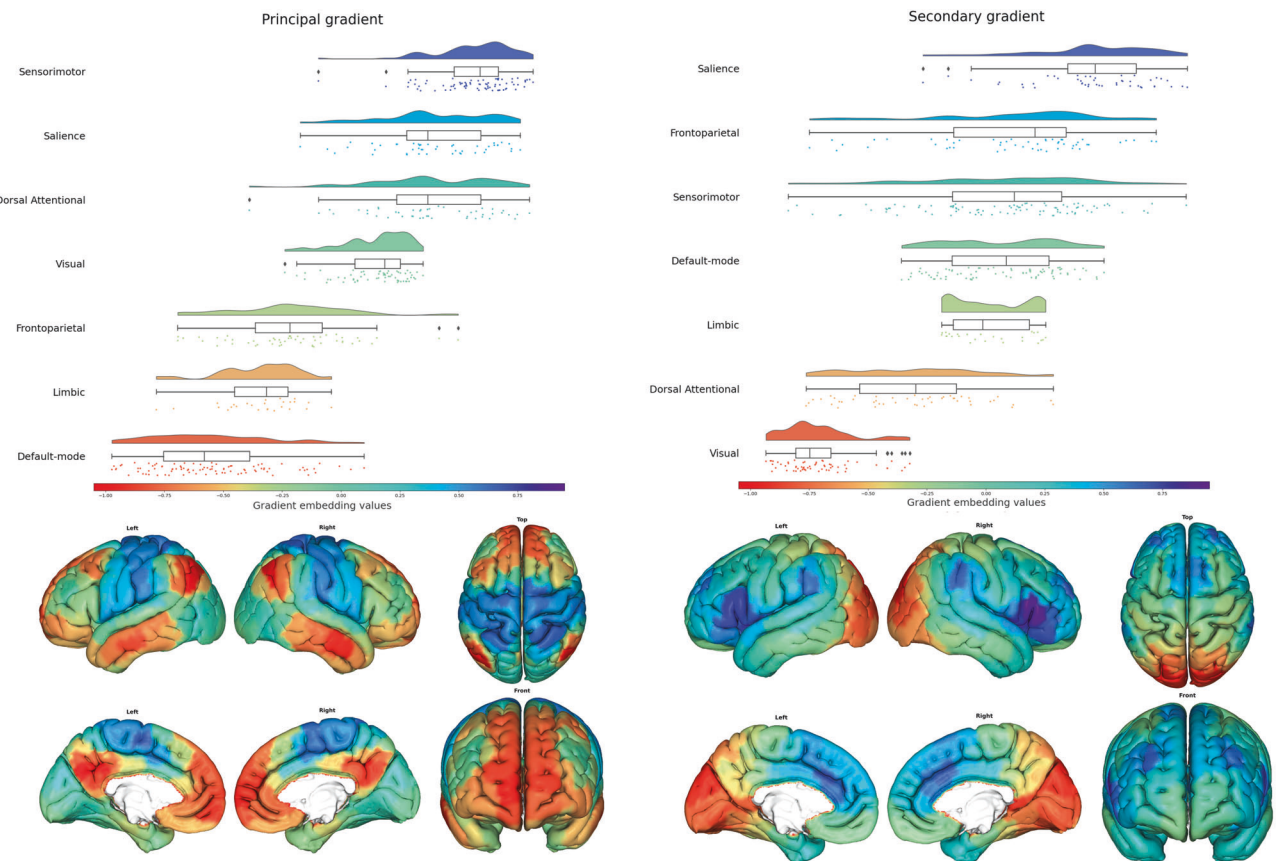 Principal gradient
Sensorimotor
Salience
Dorsal Attentional
Visual
Frontoparietal
Limbic
Default-mode
−1.00 −0.75 −0.50 −0.25 0.00 0.25 0.50 0.75
Gradient embedding values
Left Right Top
Left Right Front
Secondary gradient
Salience
Frontoparietal
Sensorimotor
Default-mode
Limbic
Dorsal Attentional
Visual
−1.00 −0.75 −0.50 −0.25 0.00 0.25 0.50 0.75
Gradient embedding values
Left Right Top
Left Right Front